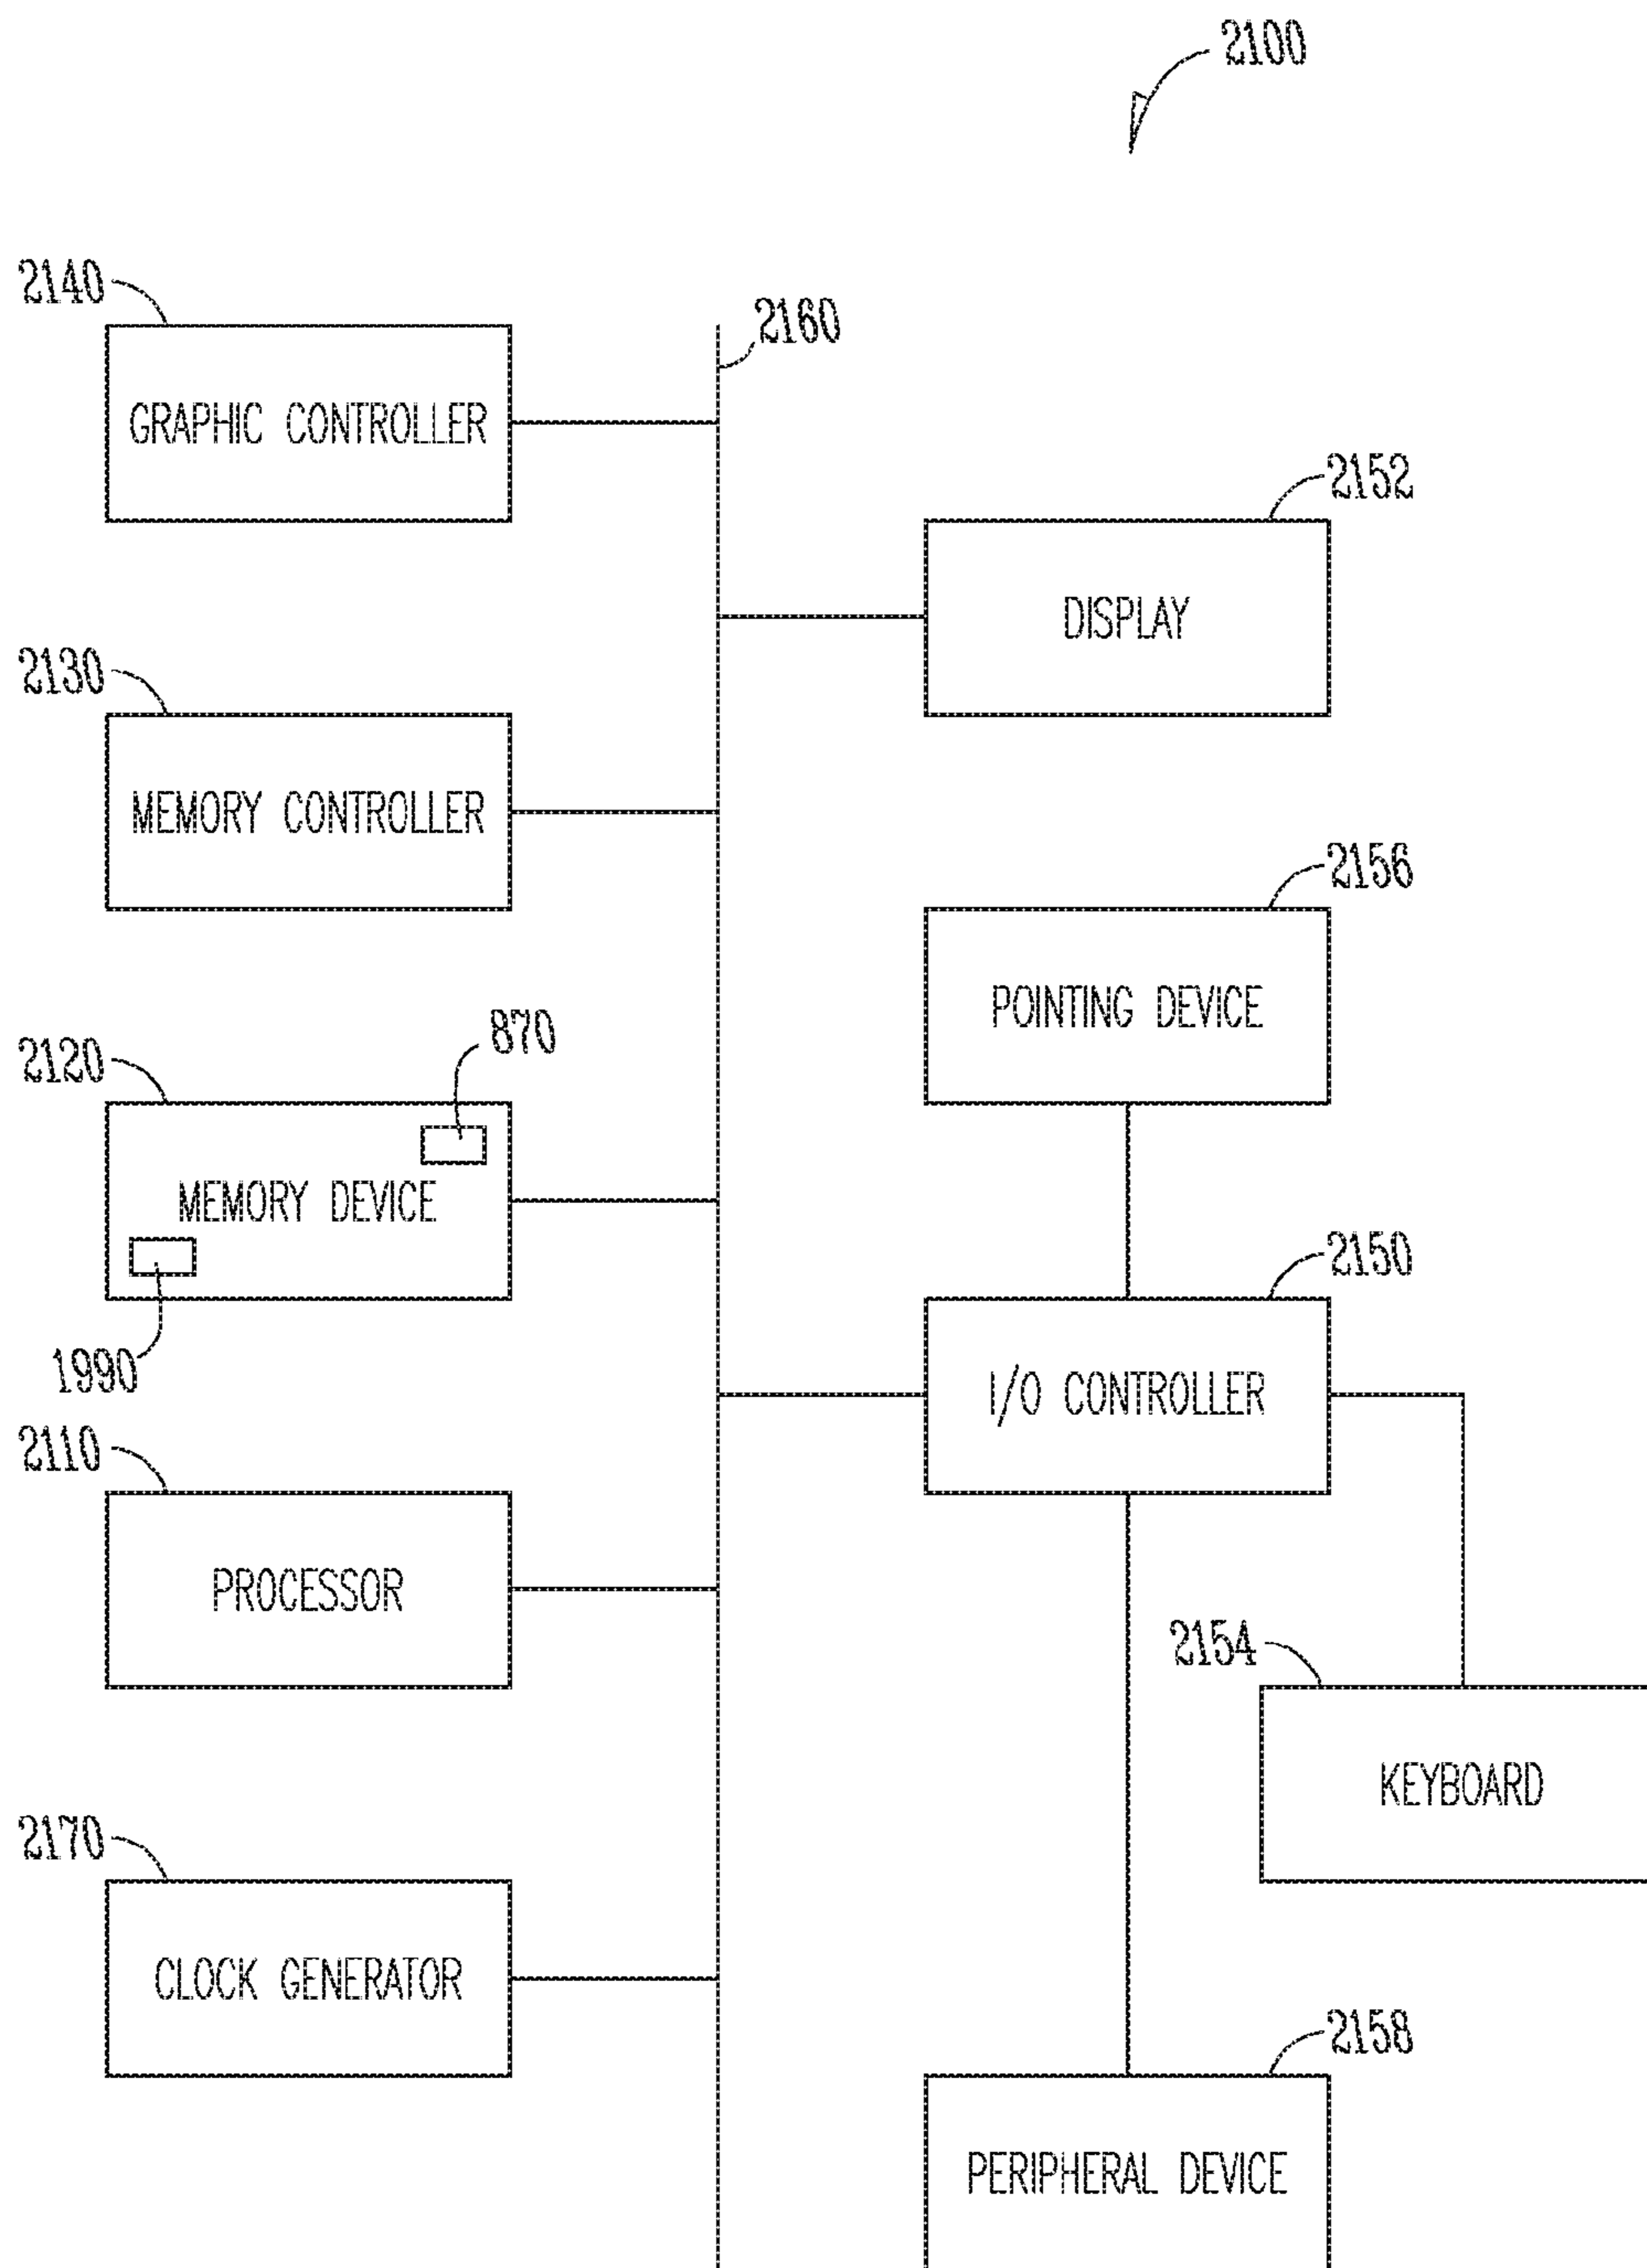 2100
2140
2160
GRAPHIC CONTROLLER
2152
DISPLAY
2130
MEMORY CONTROLLER
2156
POINTING DEVICE
870
2120
MEMORY DEVICE
2150
1990
I/O CONTROLLER
2110
PROCESSOR
2154
KEYBOARD
2170
CLOCK GENERATOR
2158
PERIPHERAL DEVICE